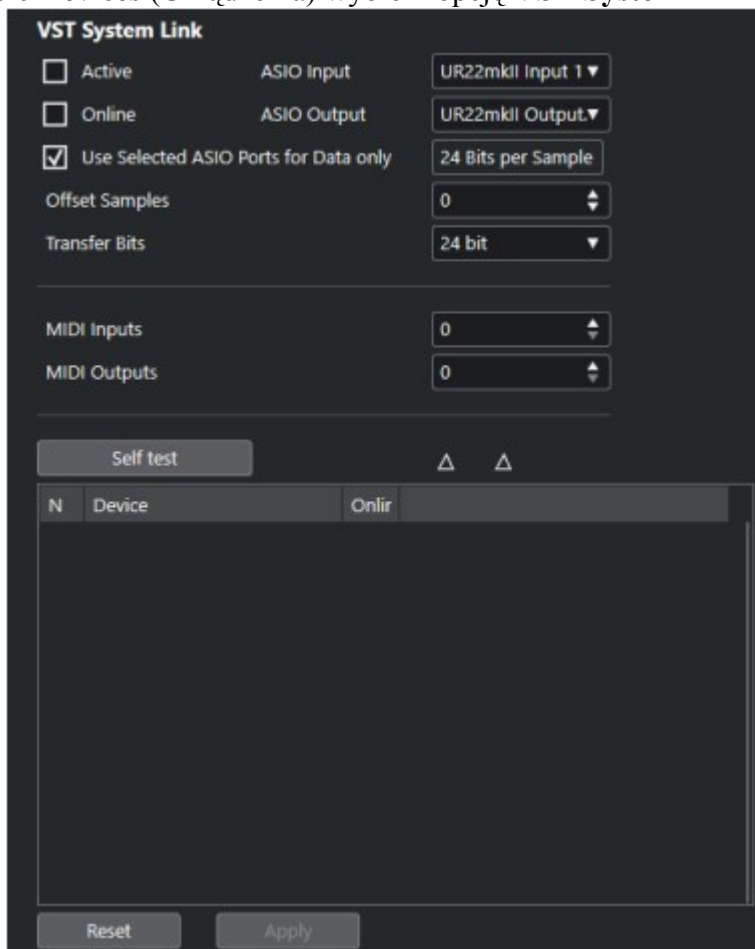 VST System Link
Active ASIO Input UR22mkII Input 1
Online ASIO Output UR22mkII Output.
Use Selected ASIO Ports for Data only 24 Bits per Sample
Offset Samples 0
Transfer Bits 24 bit
MIDI Inputs 0
MIDI Outputs 0
Self test
N Device Onlir
Reset Apply